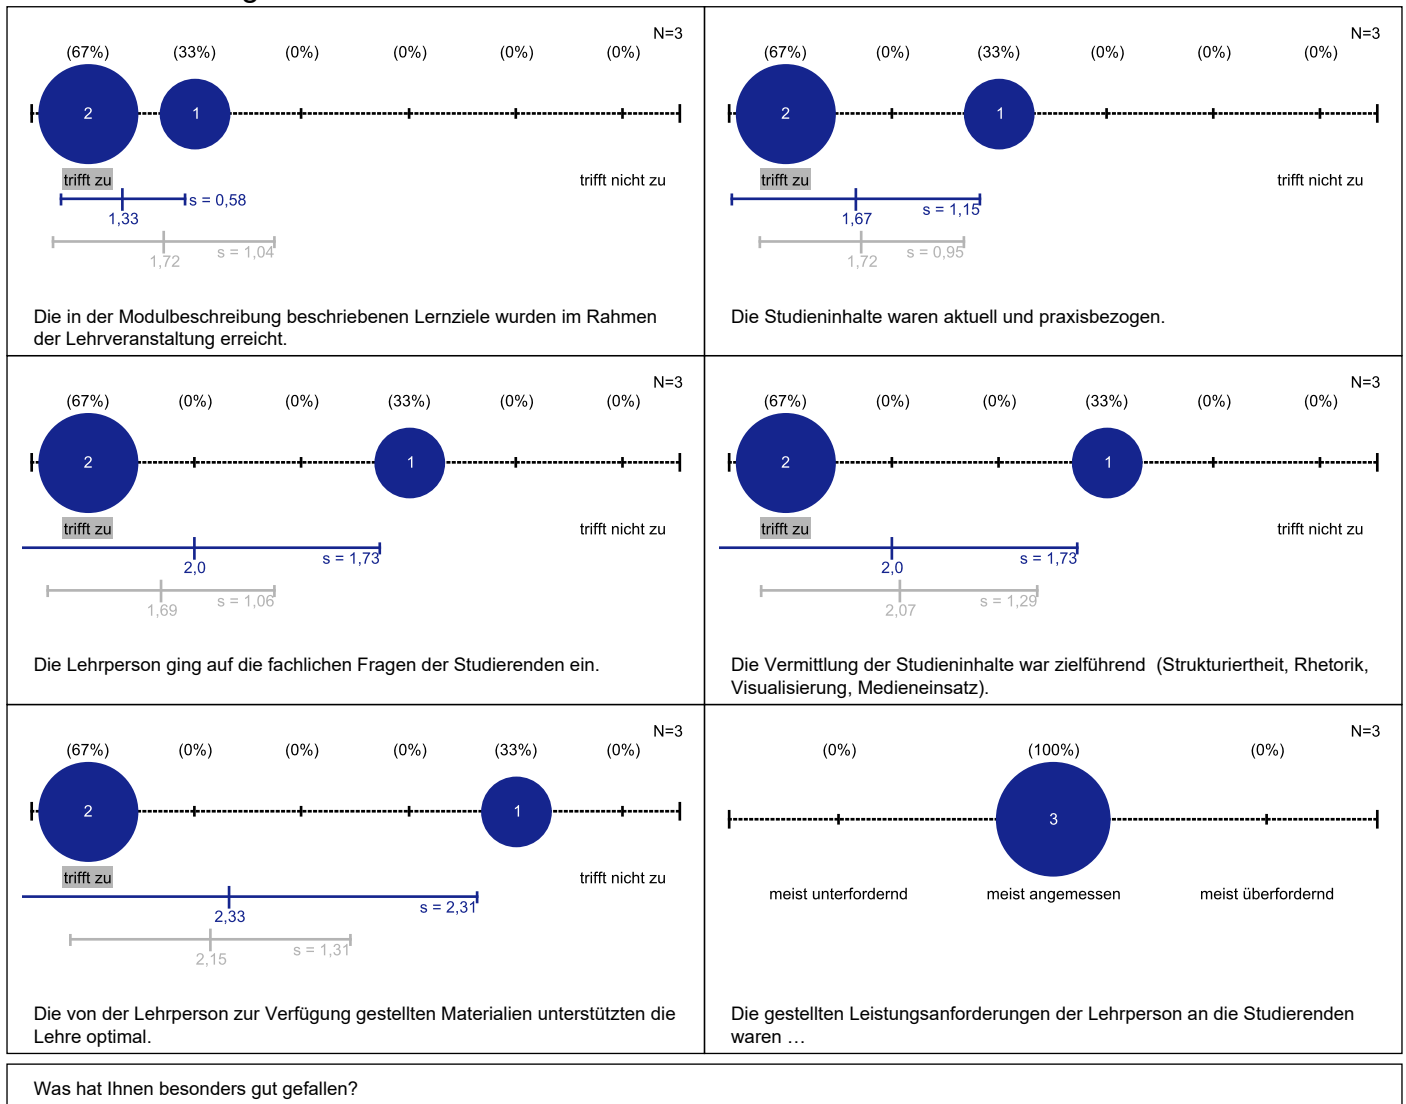 N=3
(67%) (33%) (0%) (0%) (0%) (0%)
2 1
trifft zu trifft nicht zu
s = 0,58
1,33
s = 1,04
1,72
Die in der Modulbeschreibung beschriebenen Lernziele wurden im Rahmen
der Lehrveranstaltung erreicht.
N=3
(67%) (0%) (33%) (0%) (0%) (0%)
2 1
trifft zu trifft nicht zu
s = 1,15
1,67
s = 0,95
1,72
Die Studieninhalte waren aktuell und praxisbezogen.
N=3
(67%) (0%) (0%) (33%) (0%) (0%)
2 1
trifft zu trifft nicht zu
s = 1,73
2,0
s = 1,06
1,69
Die Lehrperson ging auf die fachlichen Fragen der Studierenden ein.
N=3
(67%) (0%) (0%) (33%) (0%) (0%)
2 1
trifft zu trifft nicht zu
s = 1,73
2,0
s = 1,29
2,07
Die Vermittlung der Studieninhalte war zielführend (Strukturiertheit, Rhetorik,
Visualisierung, Medieneinsatz).
N=3
(67%) (0%) (0%) (0%) (33%) (0%)
2 1
trifft zu trifft nicht zu
s = 2,31
2,33
s = 1,31
2,15
Die von der Lehrperson zur Verfügung gestellten Materialien unterstützten die
Lehre optimal.
N=3
(0%) (100%) (0%)
3
meist unterfordernd meist angemessen meist überfordernd
Die gestellten Leistungsanforderungen der Lehrperson an die Studierenden
waren …
Was hat Ihnen besonders gut gefallen?